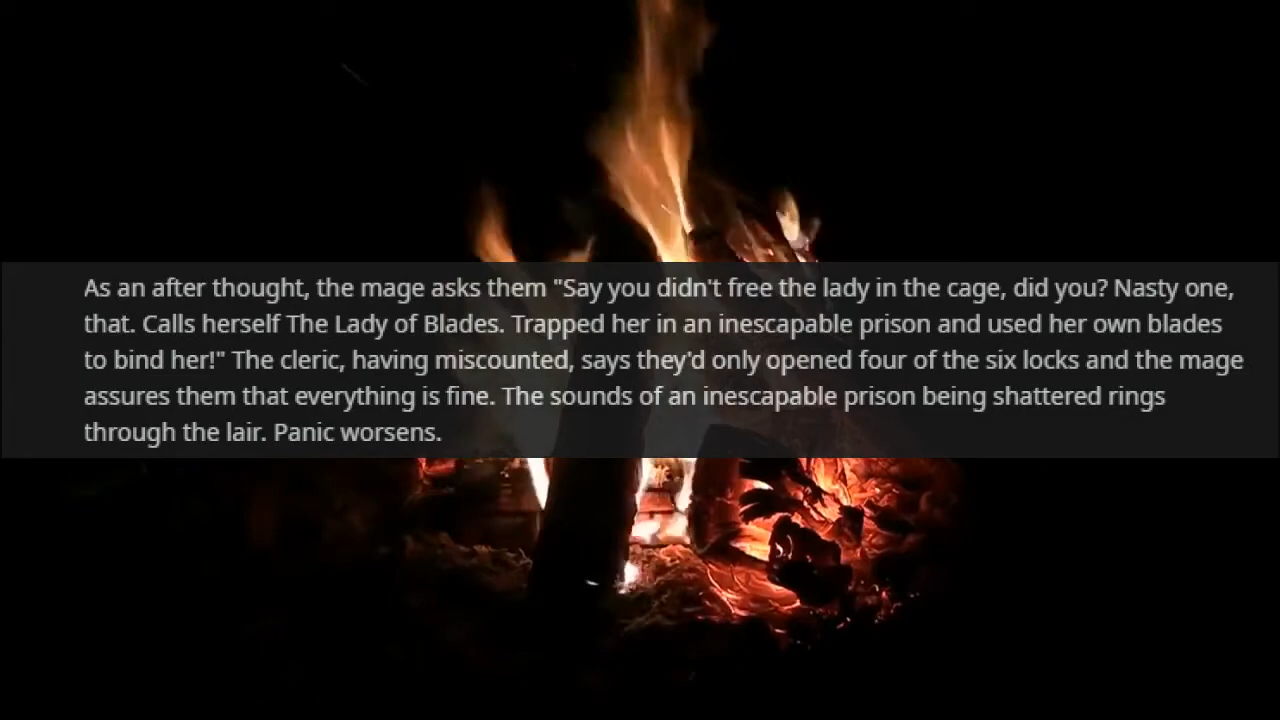 As an after thought, the mage asks them "Say you didn't free the lady in the cage, did you? Nasty one,
that. Calls herself The Lady of Blades. Trapped her in an inescapable prison and used her own blades
to bind her!" The cleric, having miscounted, says they'd only opened four of the six locks and the mage
assures them that everything is fine. The sounds of an inescapable prison being shattered rings
through the lair. Panic worsens.